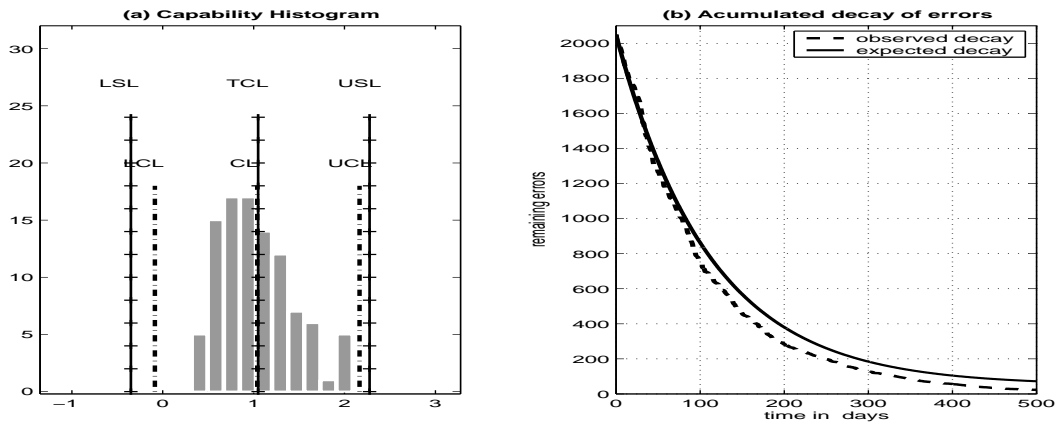 (a) Capability Histogram
30
25
20
15
10
5
0
−1 0 1 2 3
LSL TCL USL
LCL CL UCL
(b) Acumulated decay of errors
observed decay
expected decay
2000
1800
1600
1400
1200
1000
800
600
400
200
0
0 100 200 300 400 500
remaining errors
time in days